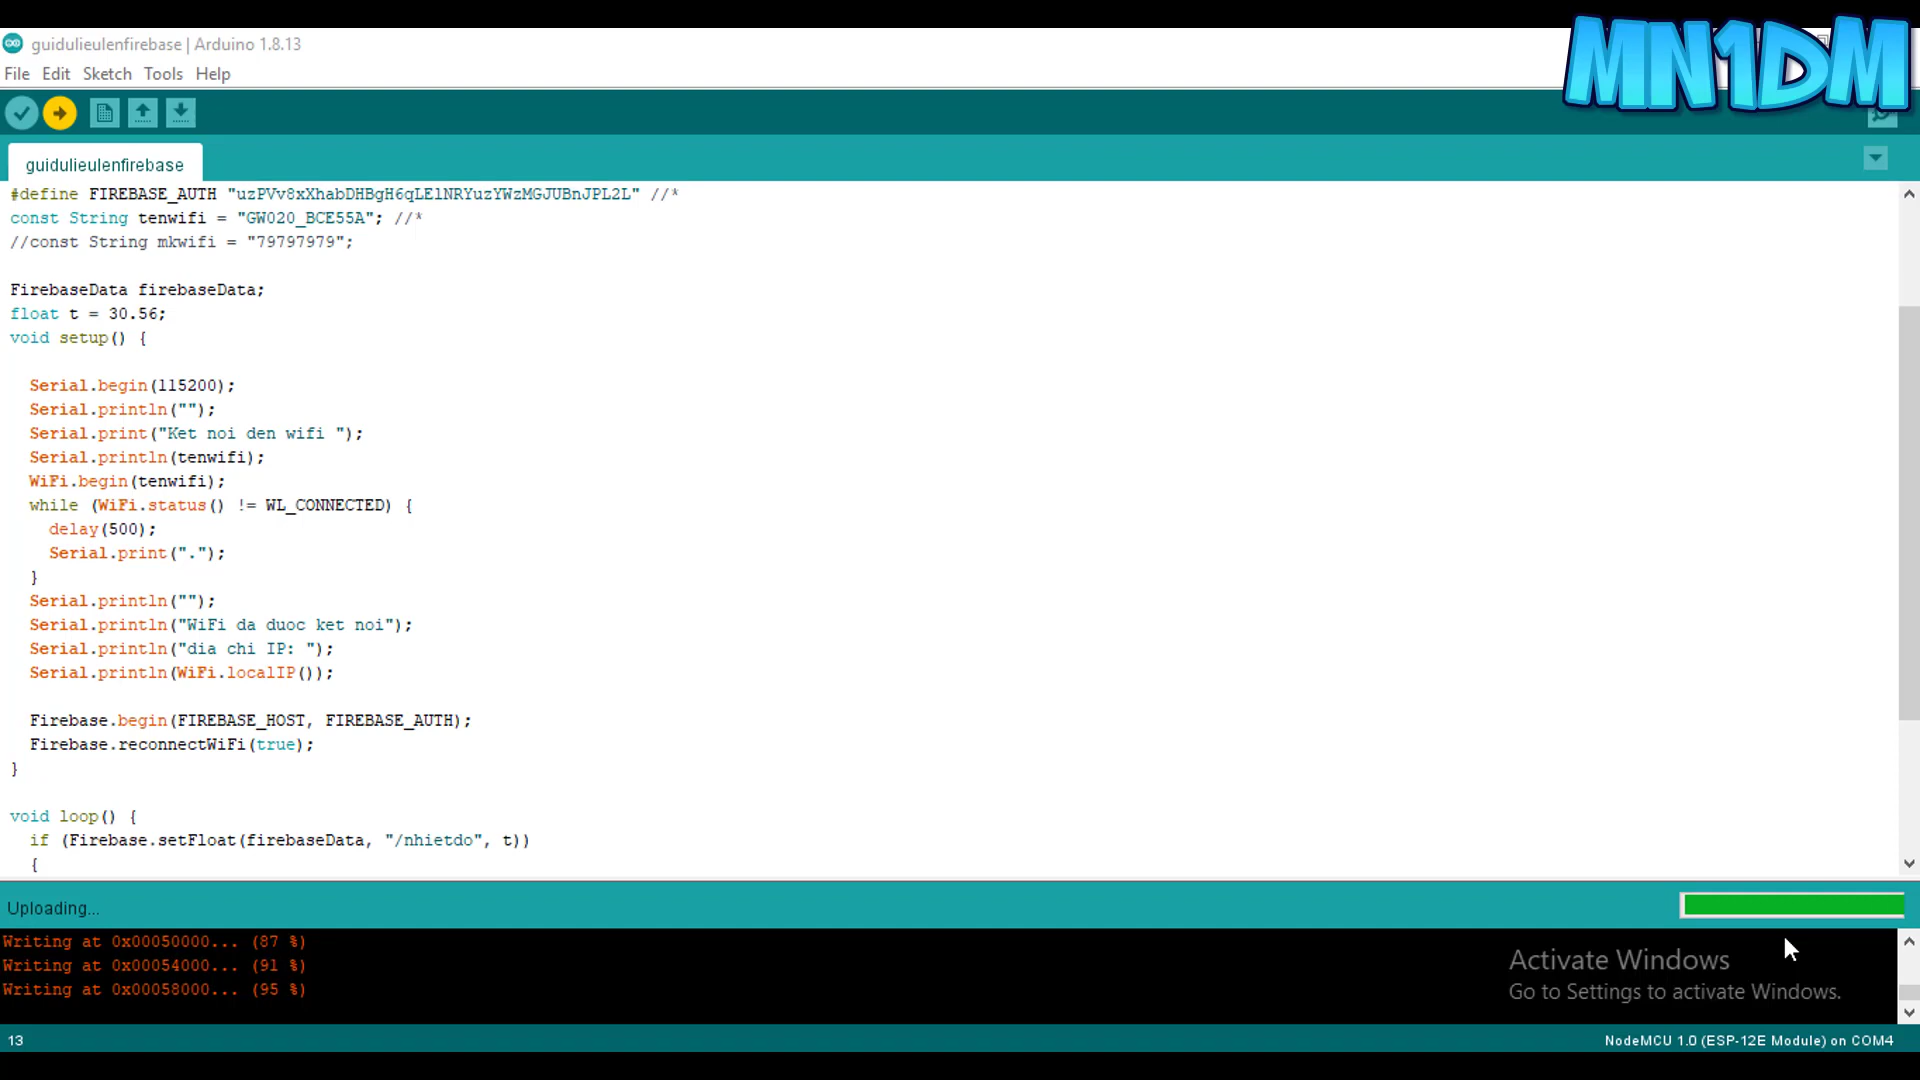 MN1DM
guidulieulenfirebase | Arduino 1.8.13
File Edit Sketch Tools Help
guidulieulenfirebase
#define FIREBASE_AUTH "uzPVv8xXhabDHBgH6qLElNRYuzYWzMGJUBnJPL2L" //*
const String tenwifi = "GW020_BCE55A"; //*
//const String mkwifi = "79797979";
FirebaseData firebaseData;
float t = 30.56;
void setup() {
Serial.begin(115200);
Serial.println("");
Serial.print("Ket noi den wifi ");
Serial.println(tenwifi);
WiFi.begin(tenwifi);
while (WiFi.status() != WL_CONNECTED) {
delay(500);
Serial.print(".");
}
Serial.println("");
Serial.println("WiFi da duoc ket noi");
Serial.println("dia chi IP: ");
Serial.println(WiFi.localIP());
Firebase.begin(FIREBASE_HOST, FIREBASE_AUTH);
Firebase.reconnectWiFi(true);
}
void loop() {
if (Firebase.setFloat(firebaseData, "/nhietdo", t))
{
Uploading...
Writing at 0x00050000... (87 %)
Writing at 0x00054000... (91 %)
Writing at 0x00058000... (95 %)
Activate Windows
Go to Settings to activate Windows.
13
NodeMCU 1.0 (ESP-12E Module) on COM4